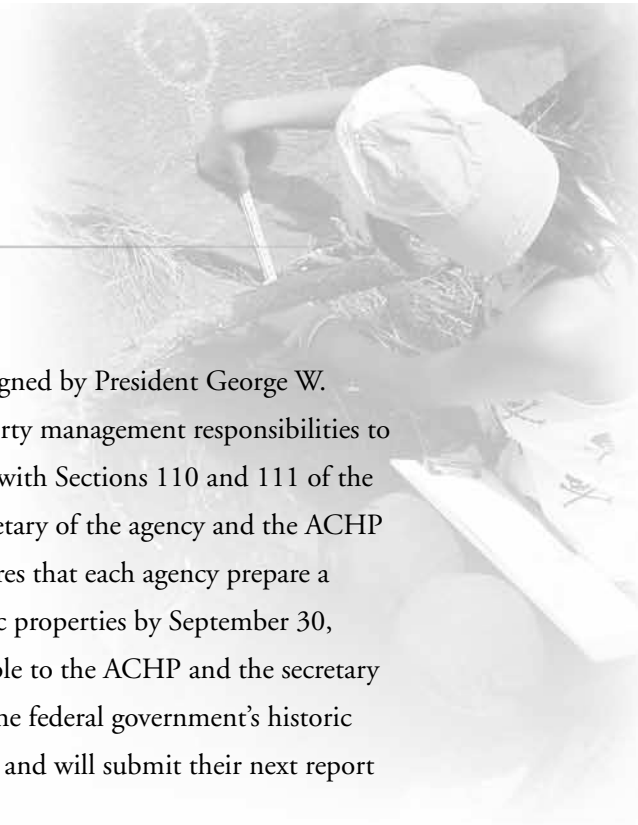 gned by President George W.
rty management responsibilities to
with Sections 110 and 111 of the
etary of the agency and the ACHP
res that each agency prepare a
c properties by September 30,
ole to the ACHP and the secretary
he federal government’s historic
and will submit their next report